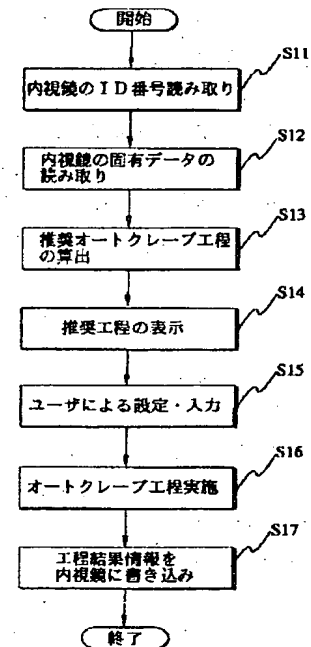 開始
S11
内視鏡のID番号読み取り
S12
内視鏡の固有データの
読み取り
S13
推奨オートクレーブ工程
の算出
S14
推奨工程の表示
S15
ユーザによる設定・入力
S16
オートクレーブ工程実施
S17
工程結果情報を
内視鏡に書き込み
終了